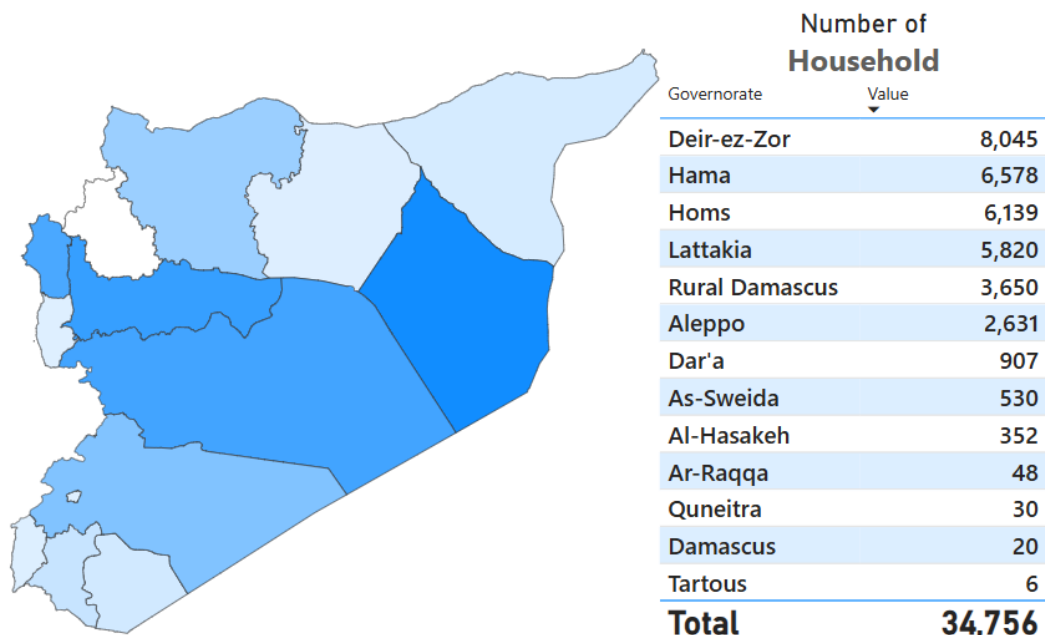 Number of
Household
Governorate Value
Deir-ez-Zor 8,045
Hama 6,578
Homs 6,139
Lattakia 5,820
Rural Damascus 3,650
Aleppo 2,631
Dar'a 907
As-Sweida 530
Al-Hasakeh 352
Ar-Raqqa 48
Quneitra 30
Damascus 20
Tartous 6
Total 34,756